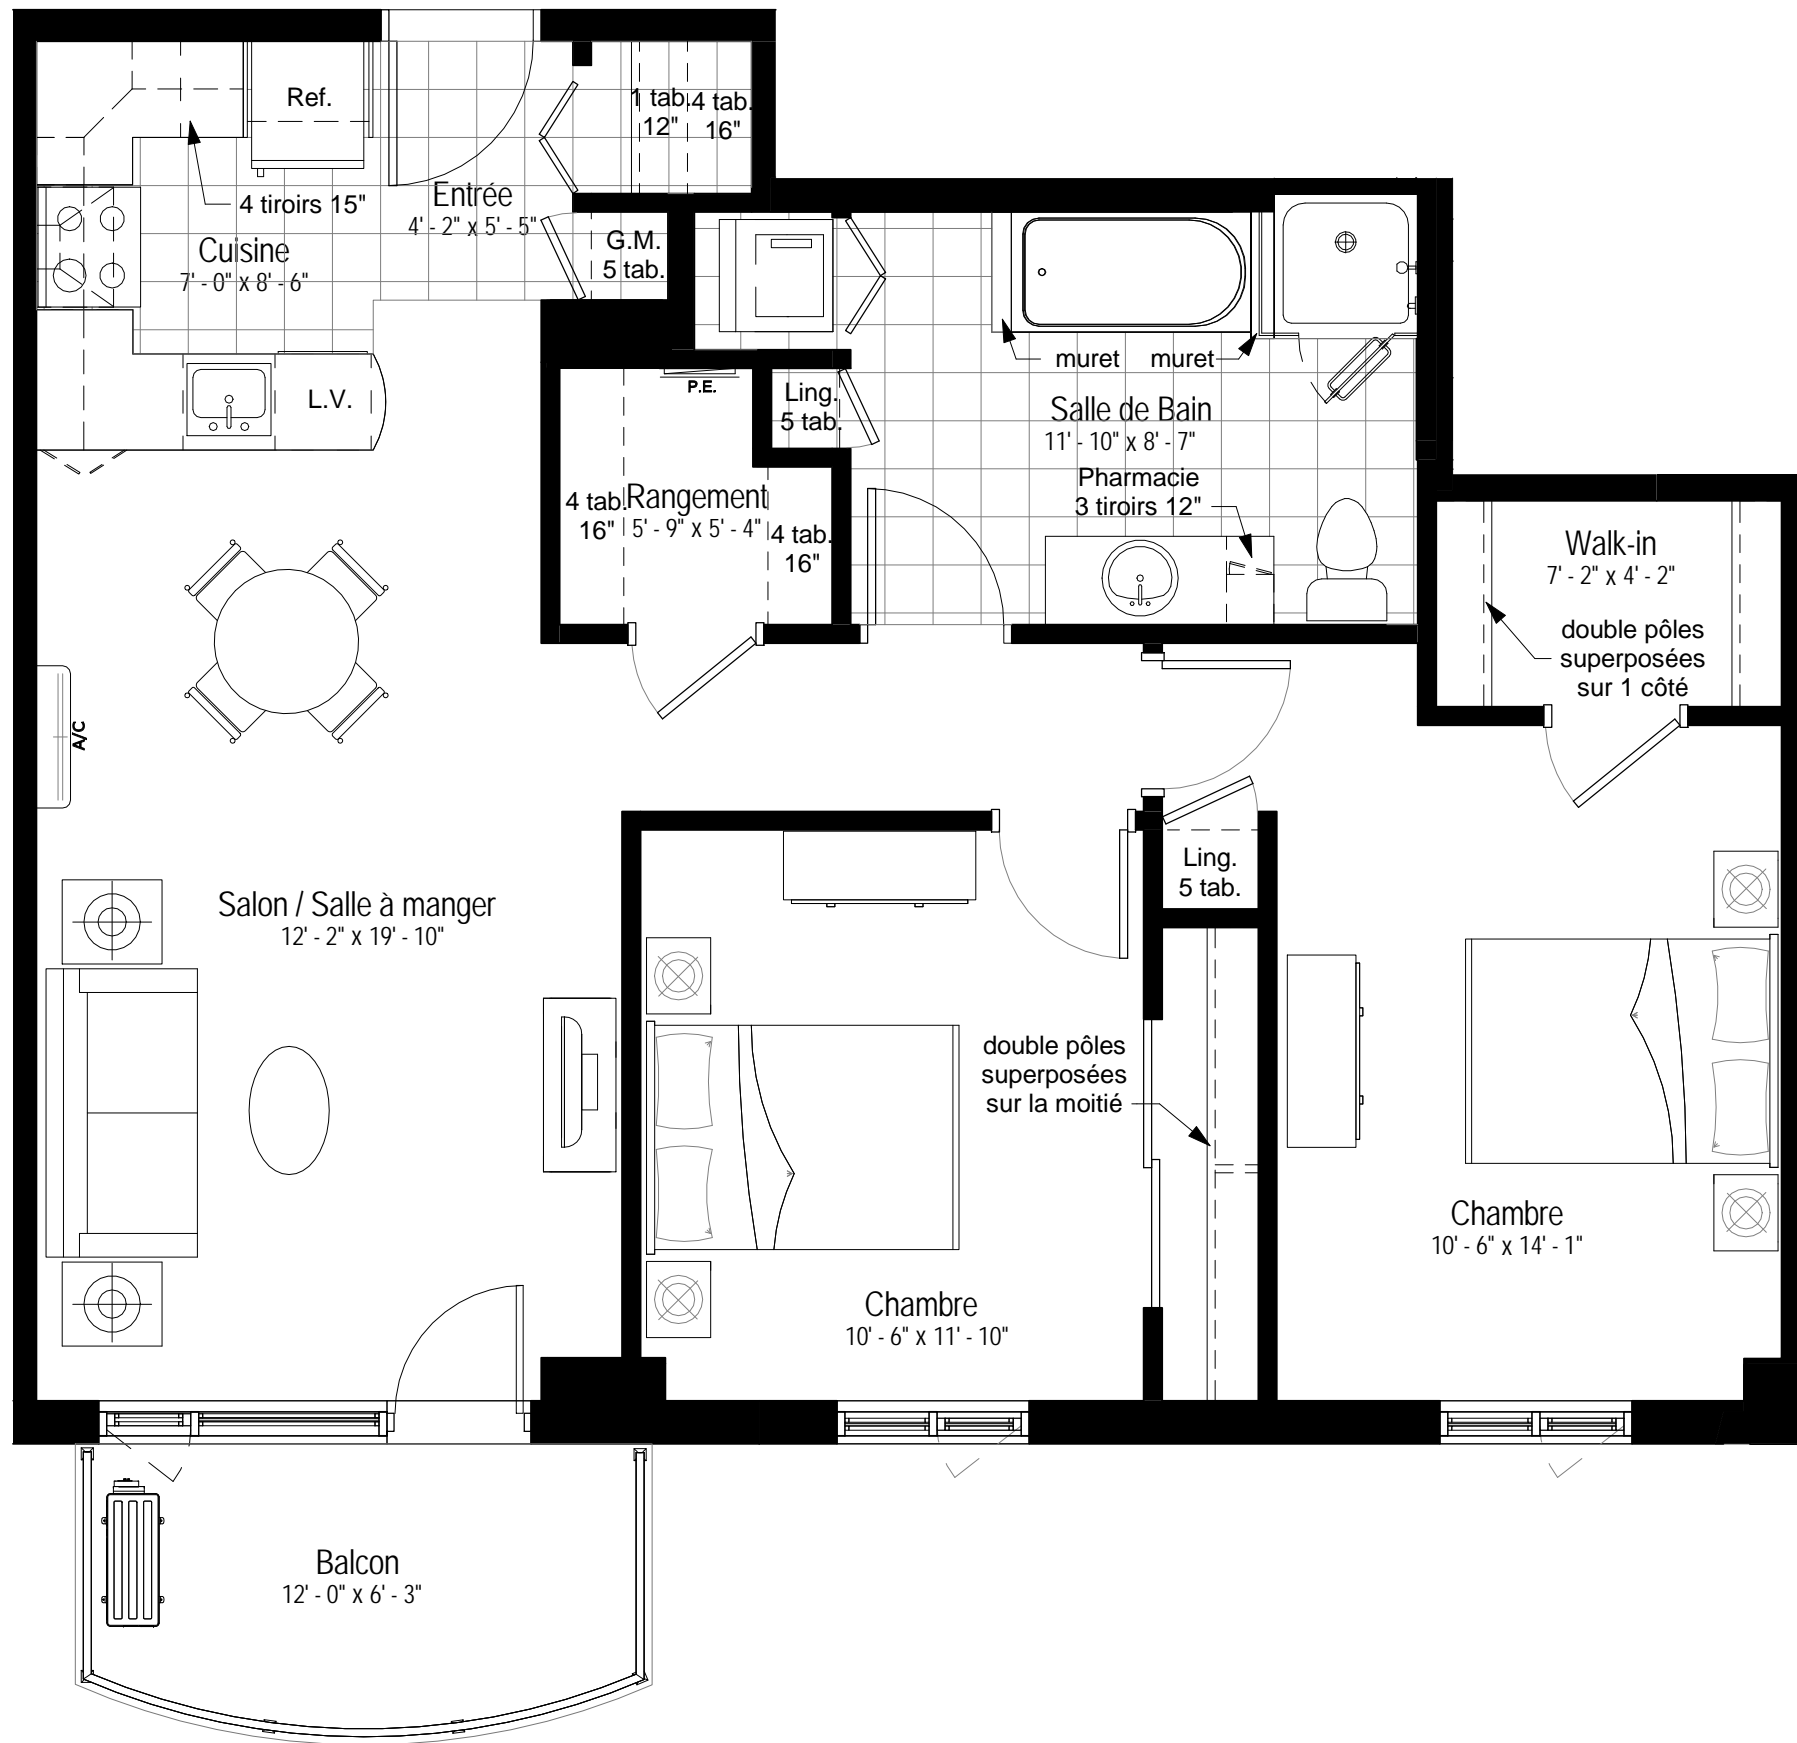 Ref.
1 tab.
12"
4 tab.
16"
4 tiroirs 15"
Entrée
4' - 2" x 5' - 5"
Cuisine
7' - 0" x 8' - 6"
G.M.
5 tab.
L.V.
P.E.
muret
muret
Ling.
5 tab.
Salle de Bain
11' - 10" x 8' - 7"
Pharmacie
3 tiroirs 12"
4 tab.
16"
Rangement
5' - 9" x 5' - 4"
4 tab.
16"
Walk-in
7' - 2" x 4' - 2"
double pôles
superposées
sur 1 côté
A/C
Ling.
5 tab.
Salon / Salle à manger
12' - 2" x 19' - 10"
double pôles
superposées
sur la moitié
Chambre
10' - 6" x 14' - 1"
Chambre
10' - 6" x 11' - 10"
Balcon
12' - 0" x 6' - 3"